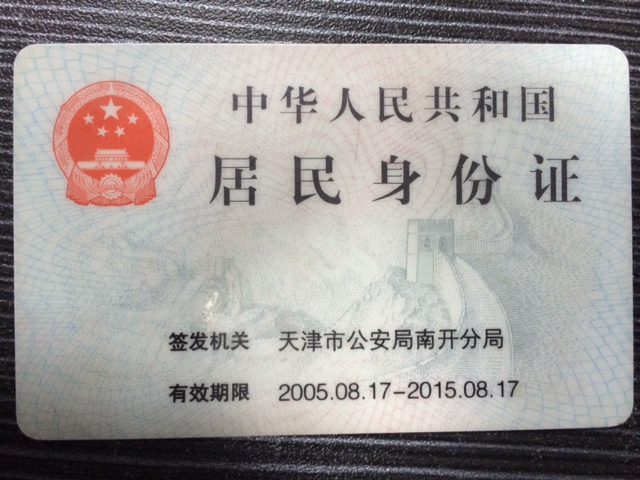 中华人民共和国
居民身份证
签发机关 天津市公安局南开分局
有效期限 2005.08.17-2015.08.17